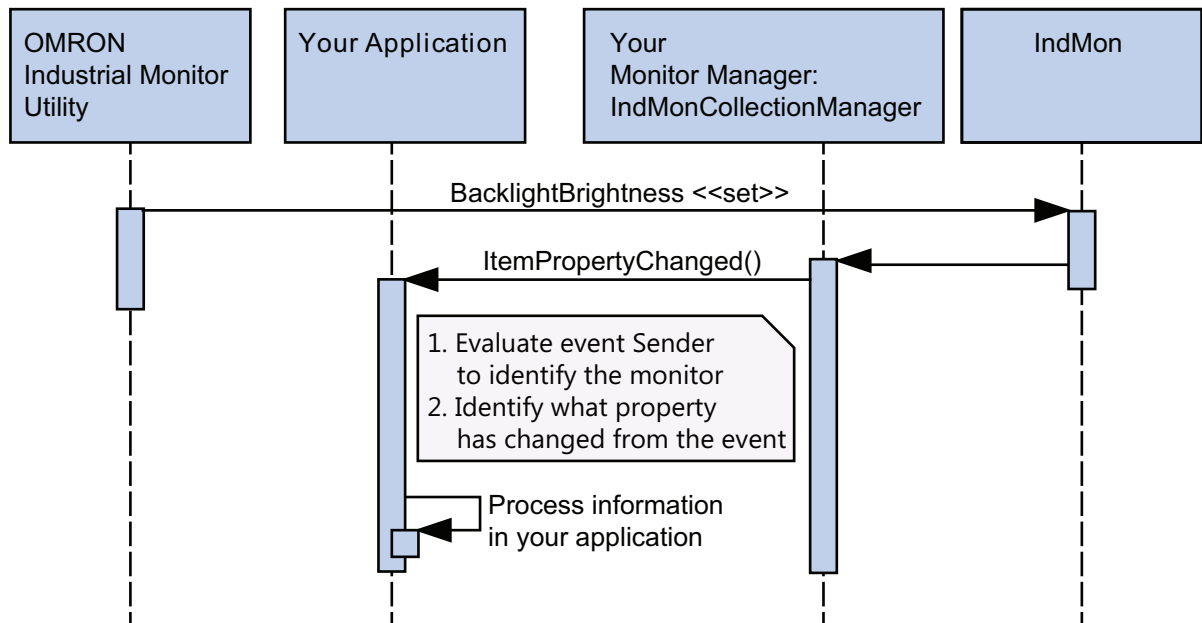 OMRON
Industrial Monitor
Utility
Your Application
Your
Monitor Manager:
IndMonCollectionManager
IndMon
BacklightBrightness <<set>>
ItemPropertyChanged()
1. Evaluate event Sender
to identify the monitor
2. Identify what property
has changed from the event
Process information
in your application